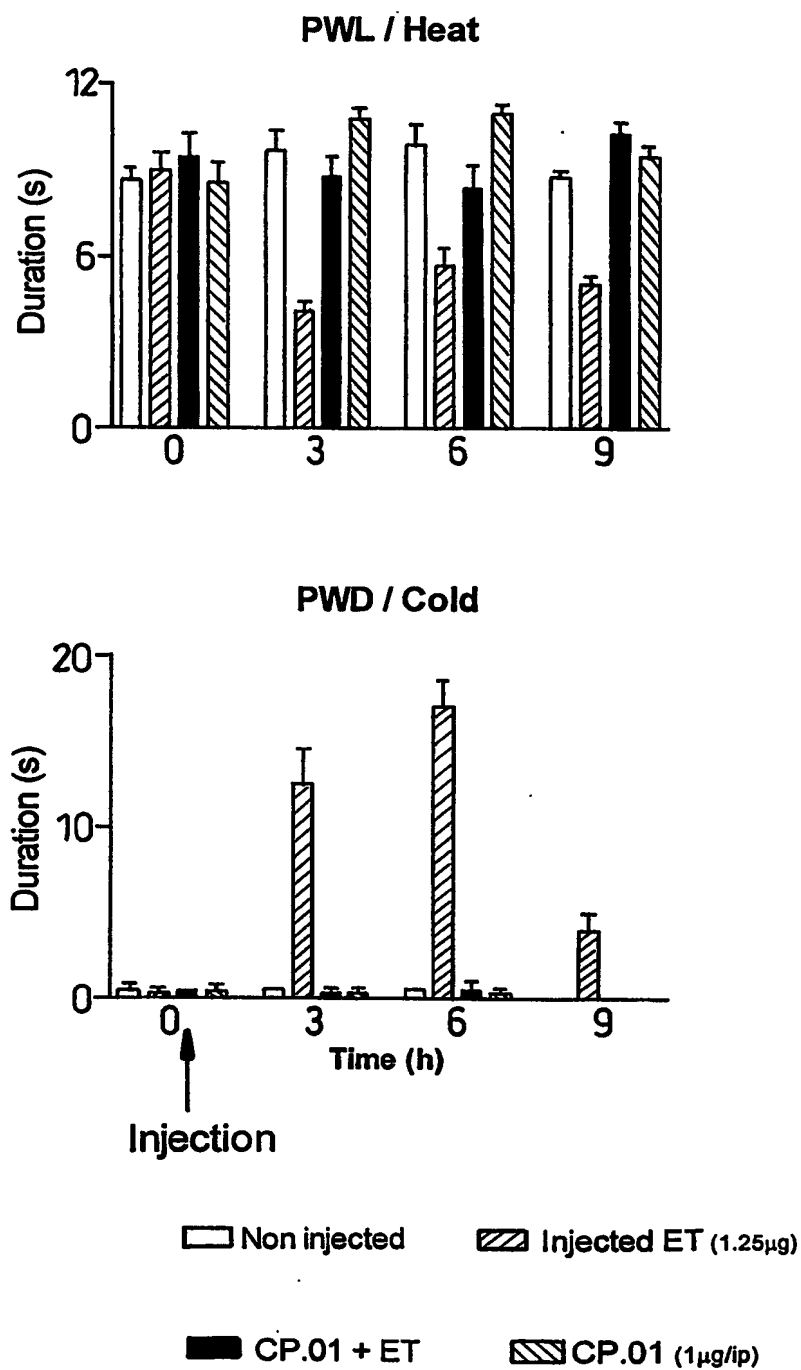 PWL / Heat
12
6
0
Duration (s)
0 3 6 9
PWD / Cold
20
10
0
Duration (s)
0 3 6 9
Time (h)
Injection
Non injected Injected ET (1.25µg)
CP.01 + ET CP.01 (1µg/ip)